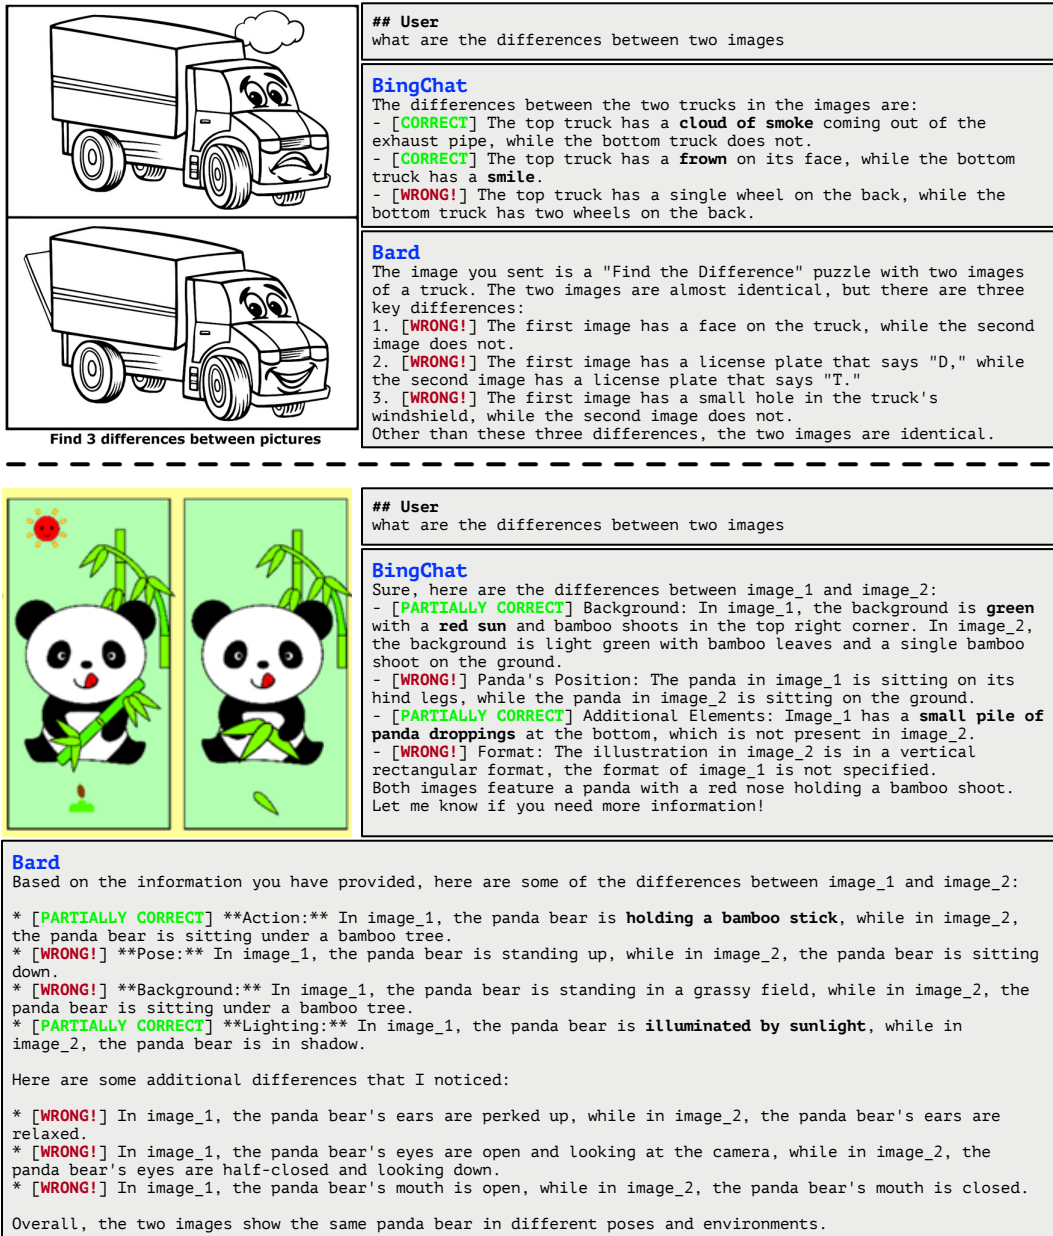 ## User
what are the differences between two images
BingChat
The differences between the two trucks in the images are:
- [CORRECT] The top truck has a cloud of smoke coming out of the
exhaust pipe, while the bottom truck does not.
- [CORRECT] The top truck has a frown on its face, while the bottom
truck has a smile.
- [WRONG!] The top truck has a single wheel on the back, while the
bottom truck has two wheels on the back.
Bard
The image you sent is a "Find the Difference" puzzle with two images
of a truck. The two images are almost identical, but there are three
key differences:
1. [WRONG!] The first image has a face on the truck, while the second
image does not.
2. [WRONG!] The first image has a license plate that says "D," while
the second image has a license plate that says "T."
3. [WRONG!] The first image has a small hole in the truck's
windshield, while the second image does not.
Other than these three differences, the two images are identical.
Find 3 differences between pictures
## User
what are the differences between two images
BingChat
Sure, here are the differences between image_1 and image_2:
- [PARTIALLY CORRECT] Background: In image_1, the background is green
with a red sun and bamboo shoots in the top right corner. In image_2,
the background is light green with bamboo leaves and a single bamboo
shoot on the ground.
- [WRONG!] Panda's Position: The panda in image_1 is sitting on its
hind legs, while the panda in image_2 is sitting on the ground.
- [PARTIALLY CORRECT] Additional Elements: Image_1 has a small pile of
panda droppings at the bottom, which is not present in image_2.
- [WRONG!] Format: The illustration in image_2 is in a vertical
rectangular format, the format of image_1 is not specified.
Both images feature a panda with a red nose holding a bamboo shoot.
Let me know if you need more information!
Bard
Based on the information you have provided, here are some of the differences between image_1 and image_2:
* [PARTIALLY CORRECT] **Action:** In image_1, the panda bear is holding a bamboo stick, while in image_2,
the panda bear is sitting under a bamboo tree.
* [WRONG!] **Pose:** In image_1, the panda bear is standing up, while in image_2, the panda bear is sitting
down.
* [WRONG!] **Background:** In image_1, the panda bear is standing in a grassy field, while in image_2, the
panda bear is sitting under a bamboo tree.
* [PARTIALLY CORRECT] **Lighting:** In image_1, the panda bear is illuminated by sunlight, while in
image_2, the panda bear is in shadow.
Here are some additional differences that I noticed:
* [WRONG!] In image_1, the panda bear's ears are perked up, while in image_2, the panda bear's ears are
relaxed.
* [WRONG!] In image_1, the panda bear's eyes are open and looking at the camera, while in image_2, the
panda bear's eyes are half-closed and looking down.
* [WRONG!] In image_1, the panda bear's mouth is open, while in image_2, the panda bear's mouth is closed.
Overall, the two images show the same panda bear in different poses and environments.